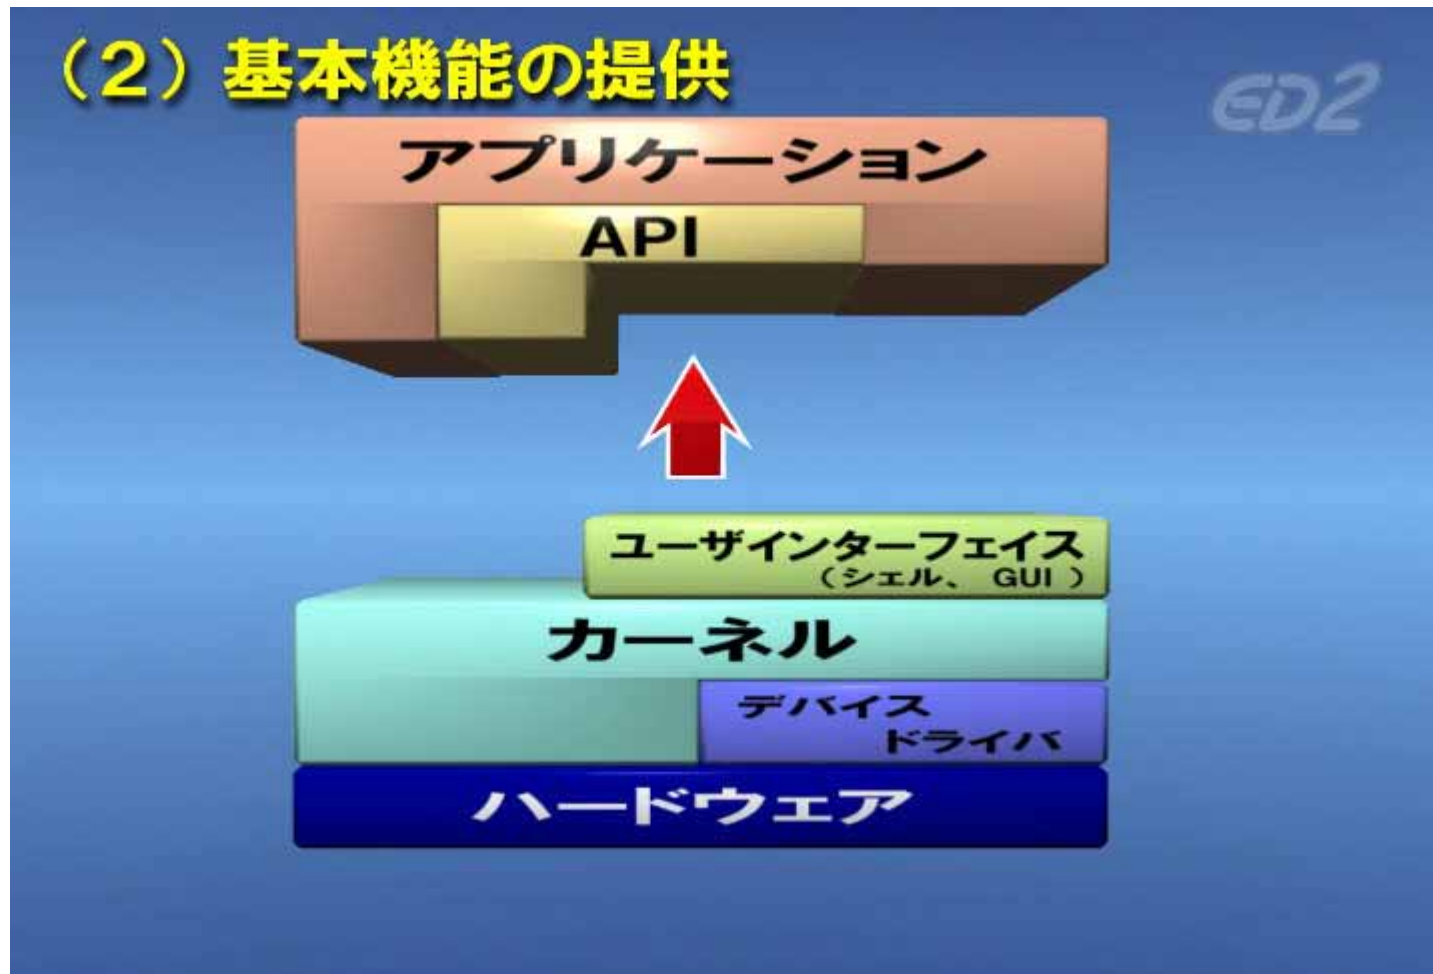 （２）基本機能の提供
ED2
アプリケーション
API
ユーザインターフェイス
（シェル、 GUI ）
カーネル
デバイス
ドライバ
ハードウェア